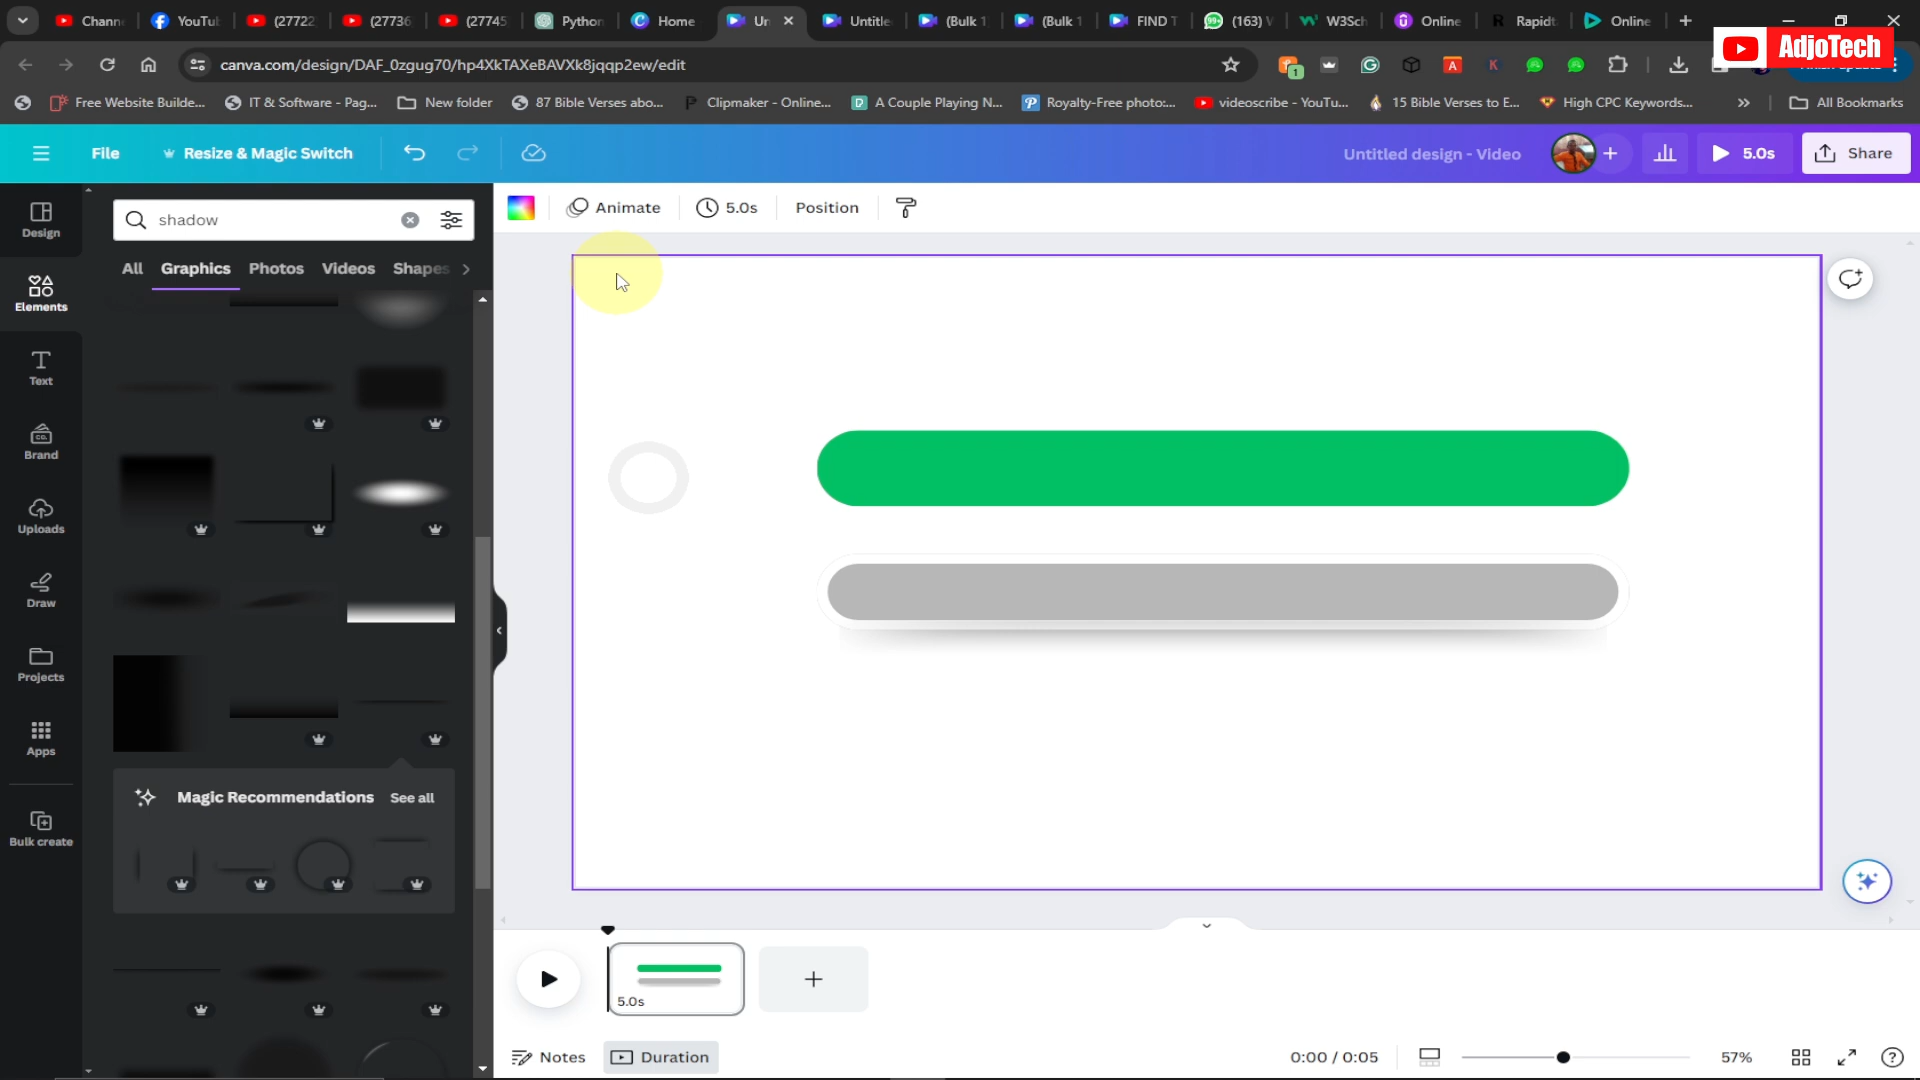 Chann
YouTu
(27722
(27736
(27745
Python
Home
Un
Untitle
(Bulk 1
(Bulk 1
FIND T
99+
(163) V
W3Sch
Online
Rapidt
Online
canva.com/design/DAF_0zgug70/hp4XkTAXeBAVXk8jqqp2ew/edit
1
AdjoTech
Free Website Builde...
IT & Software - Pag...
New folder
87 Bible Verses abo...
Clipmaker - Online...
A Couple Playing N...
Royalty-Free photo:...
videoscribe - YouTu...
15 Bible Verses to E...
High CPC Keywords...
All Bookmarks
File
Resize & Magic Switch
Untitled design - Video
5.0s
Share
Design
Elements
Text
Brand
Uploads
Draw
Projects
Apps
Bulk create
shadow
All
Graphics
Photos
Videos
Shapes
Magic Recommendations
See all
Animate
5.0s
Position
5.0s
Notes
Duration
0:00 / 0:05
57%